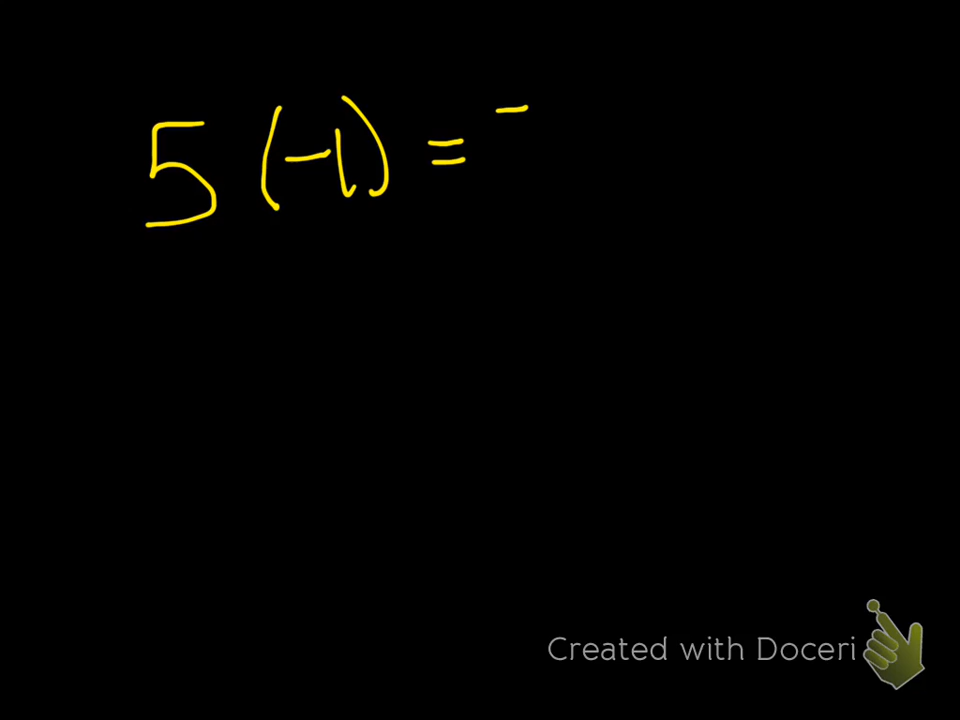 5 (-1) = -
Created with Doceri